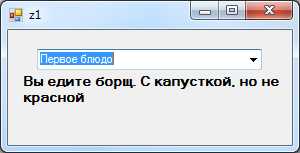 z1
Первое блюдо
Вы едите борщ. С капусткой, но не
красной